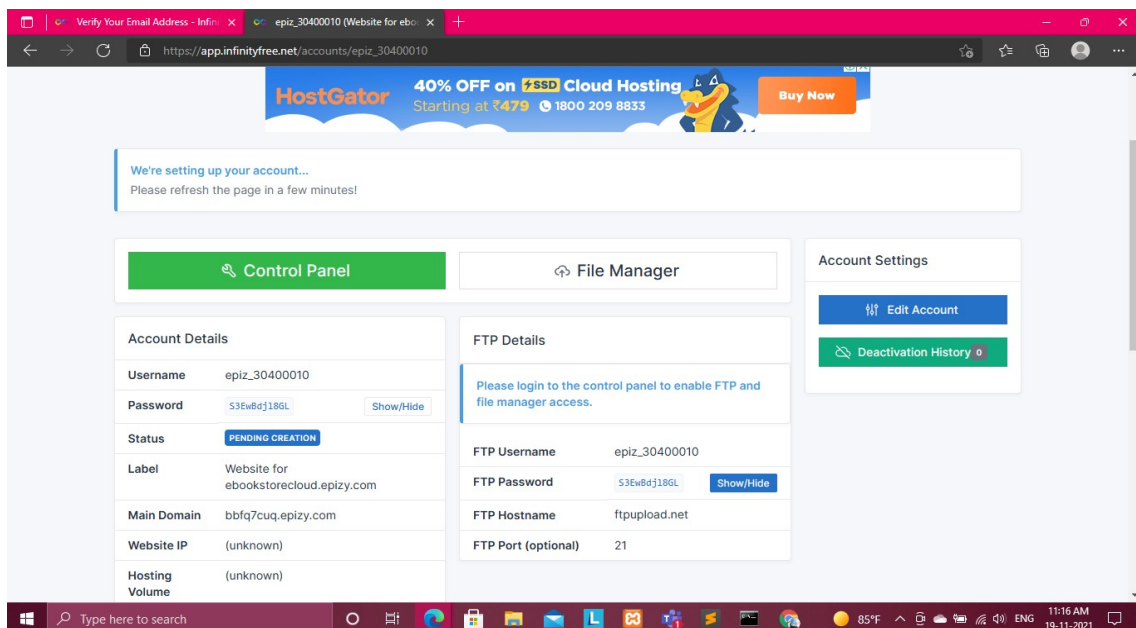 Verify Your Email Address - Infini
epiz_30400010 (Website for eboo
https://app.infinityfree.net/accounts/epiz_30400010
HostGator
40% OFF on SSD Cloud Hosting
Starting at ₹479 1800 209 8833
Buy Now
We're setting up your account...
Please refresh the page in a few minutes!
Control Panel
File Manager
Account Settings
Edit Account
Deactivation History 0
Account Details
Username epiz_30400010
Password S3EwBdj18GL Show/Hide
Status PENDING CREATION
Label Website for
ebookstorecloud.epizy.com
Main Domain bbfq7cuq.epizy.com
Website IP (unknown)
Hosting (unknown)
Volume
FTP Details
Please login to the control panel to enable FTP and
file manager access.
FTP Username epiz_30400010
FTP Password S3EwBdj18GL Show/Hide
FTP Hostname ftpupload.net
FTP Port (optional) 21
Type here to search
85°F
ENG
11:16 AM
19-11-2021